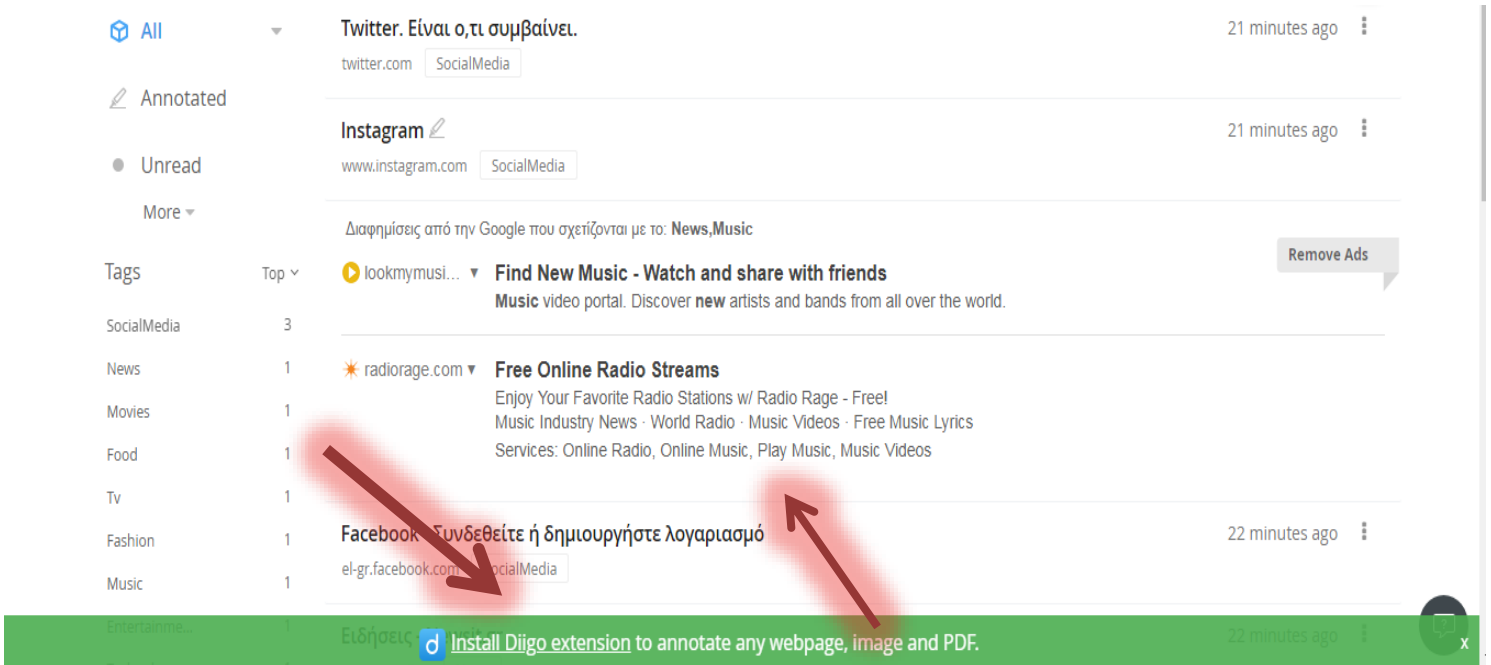 All
Annotated
Unread
More
Tags Top
SocialMedia 3
News 1
Movies 1
Food 1
Tv 1
Fashion 1
Music 1
Entertainme... 1
Twitter. Είναι ο,τι συμβαίνει. 21 minutes ago
twitter.com SocialMedia
Instagram 21 minutes ago
www.instagram.com SocialMedia
Διαφημίσεις από την Google που σχετίζονται με το: News,Music
Remove Ads
lookmymusi... Find New Music - Watch and share with friends
Music video portal. Discover new artists and bands from all over the world.
radiorage.com Free Online Radio Streams
Enjoy Your Favorite Radio Stations w/ Radio Rage - Free!
Music Industry News · World Radio · Music Videos · Free Music Lyrics
Services: Online Radio, Online Music, Play Music, Music Videos
Facebook - Συνδεθείτε ή δημιουργήστε λογαριασμό 22 minutes ago
el-gr.facebook.com SocialMedia
Ειδήσεις 22 minutes ago
d Install Diigo extension to annotate any webpage, image and PDF. x